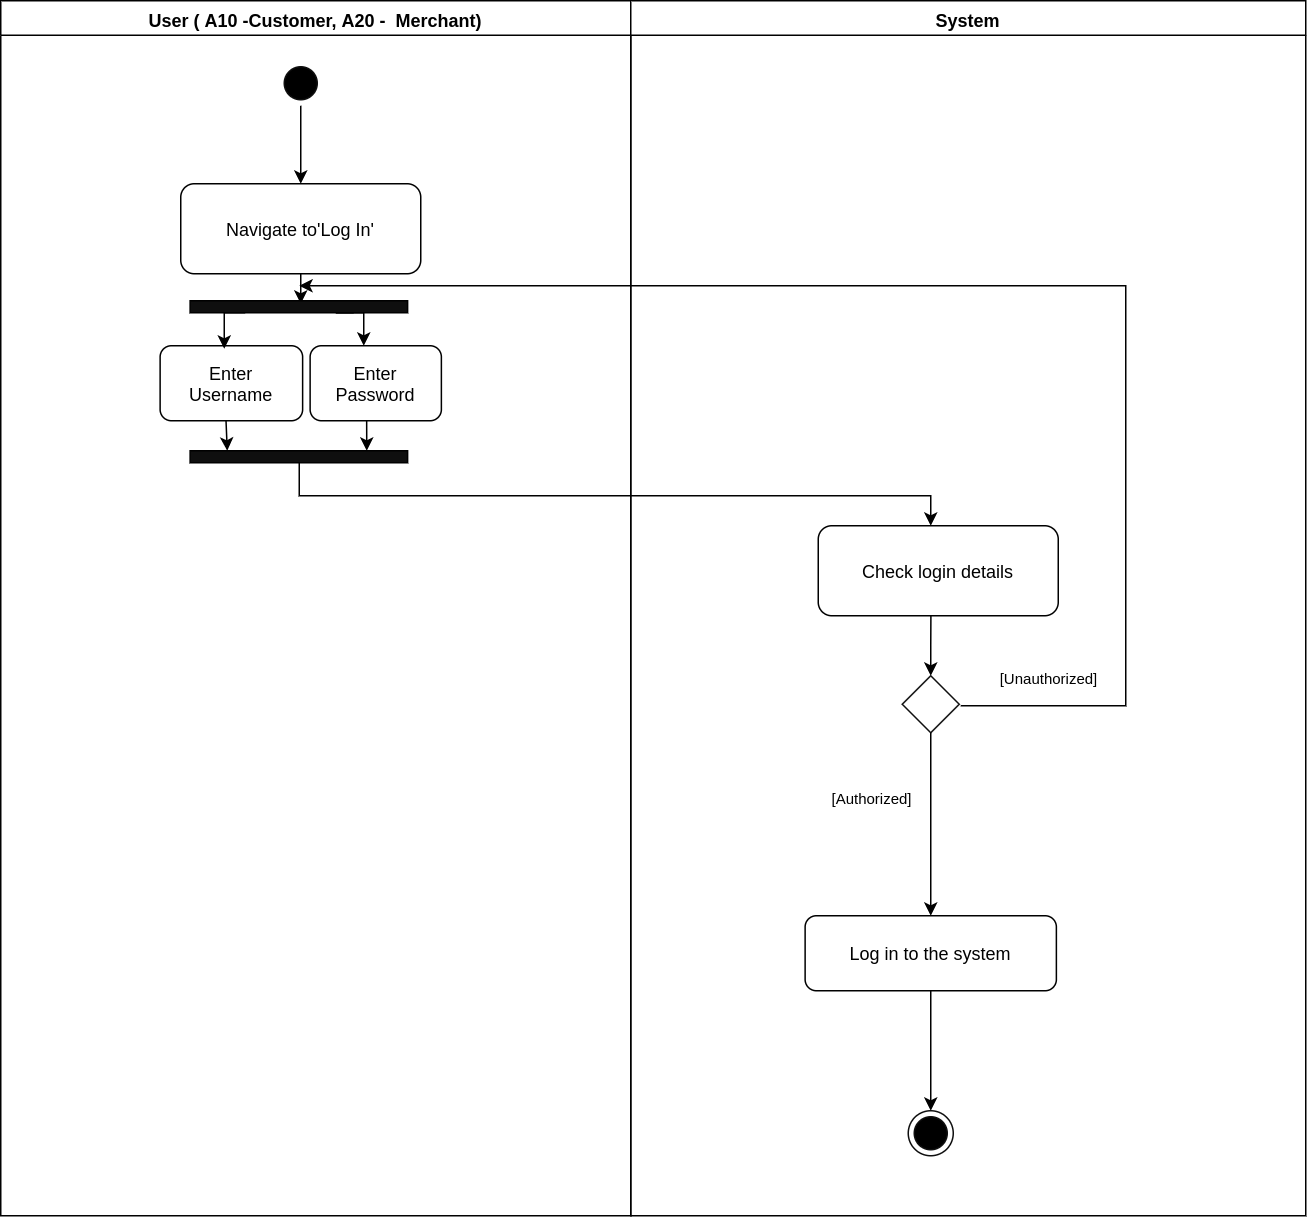 User ( A10 -Customer, A20 -  Merchant)
System
Navigate to'Log In'
Enter
Username
Enter
Password
Check login details
[Unauthorized]
[Authorized]
Log in to the system